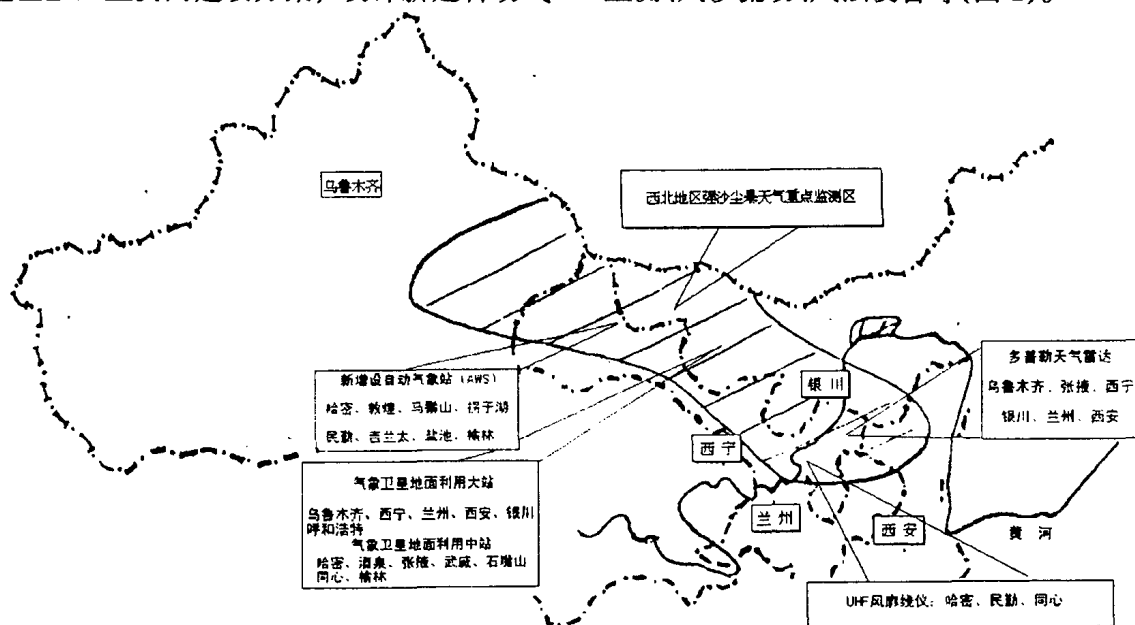 乌鲁木齐
西北地区强沙尘暴天气重点监测区
新增设自动气象站（AWS）
哈密、敦煌、马鬃山、拐子湖
民勤、吉兰太、盐池、榆林
多普勒天气雷达
乌鲁木齐、张掖、西宁
银川、兰州、西安
银川
西宁
气象卫星地面利用大站
乌鲁木齐、西宁、兰州、西安、银川
呼和浩特
气象卫星地面利用中站
哈密、酒泉、张掖、武威、石嘴山
同心、榆林
兰州
西安
黄河
UHF风廓线仪：哈密、民勤、同心